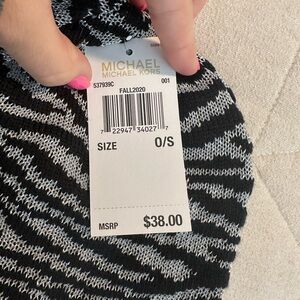 MICHAEL
MICHAEL KORS
537939C 001
FALL2020
7 22947 34027 7
SIZE O/S
MSRP $38.00